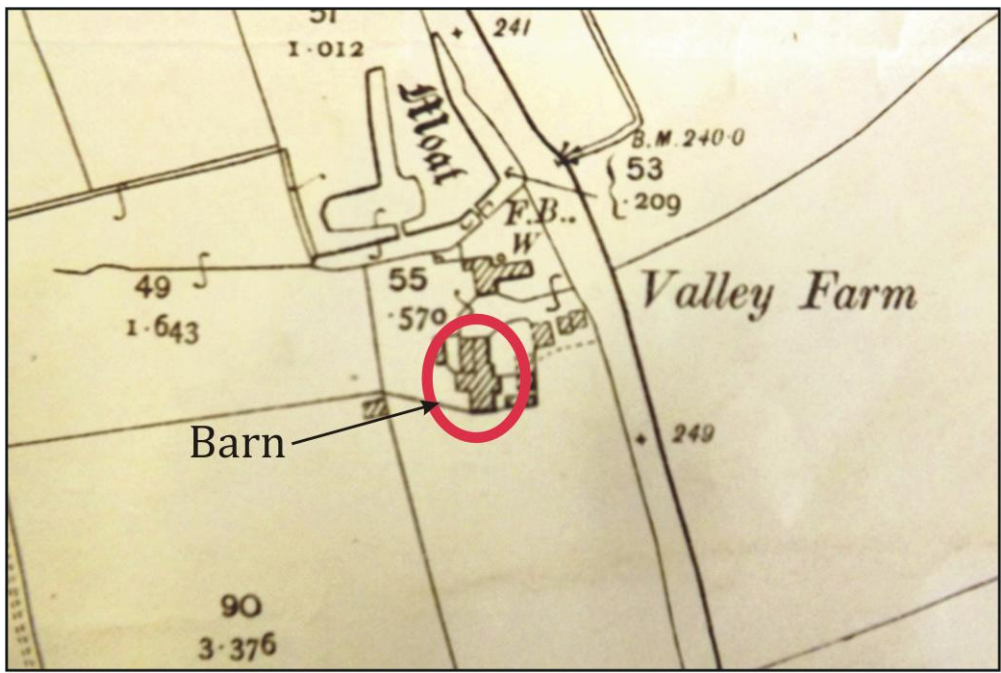 51
1·012
241
Moat
B.M. 240·0
53
·209
F.B.
W
49
1·643
55
·570
Valley Farm
Barn
249
90
3·376